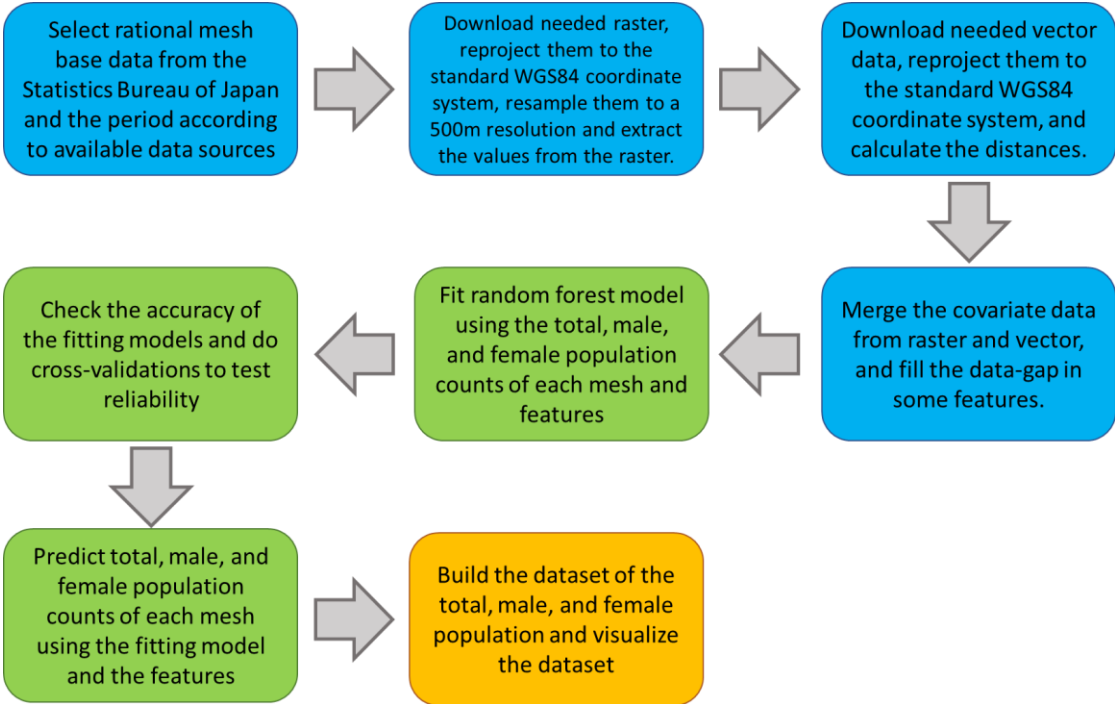 Select rational mesh
base data from the
Statistics Bureau of Japan
and the period according
to available data sources
Download needed raster,
reproject them to the
standard WGS84 coordinate
system, resample them to a
500m resolution and extract
the values from the raster.
Download needed vector
data, reproject them to
the standard WGS84
coordinate system, and
calculate the distances.
Merge the covariate data
from raster and vector,
and fill the data-gap in
some features.
Fit random forest model
using the total, male,
and female population
counts of each mesh and
features
Check the accuracy of
the fitting models and do
cross-validations to test
reliability
Predict total, male, and
female population
counts of each mesh
using the fitting model
and the features
Build the dataset of the
total, male, and female
population and visualize
the dataset